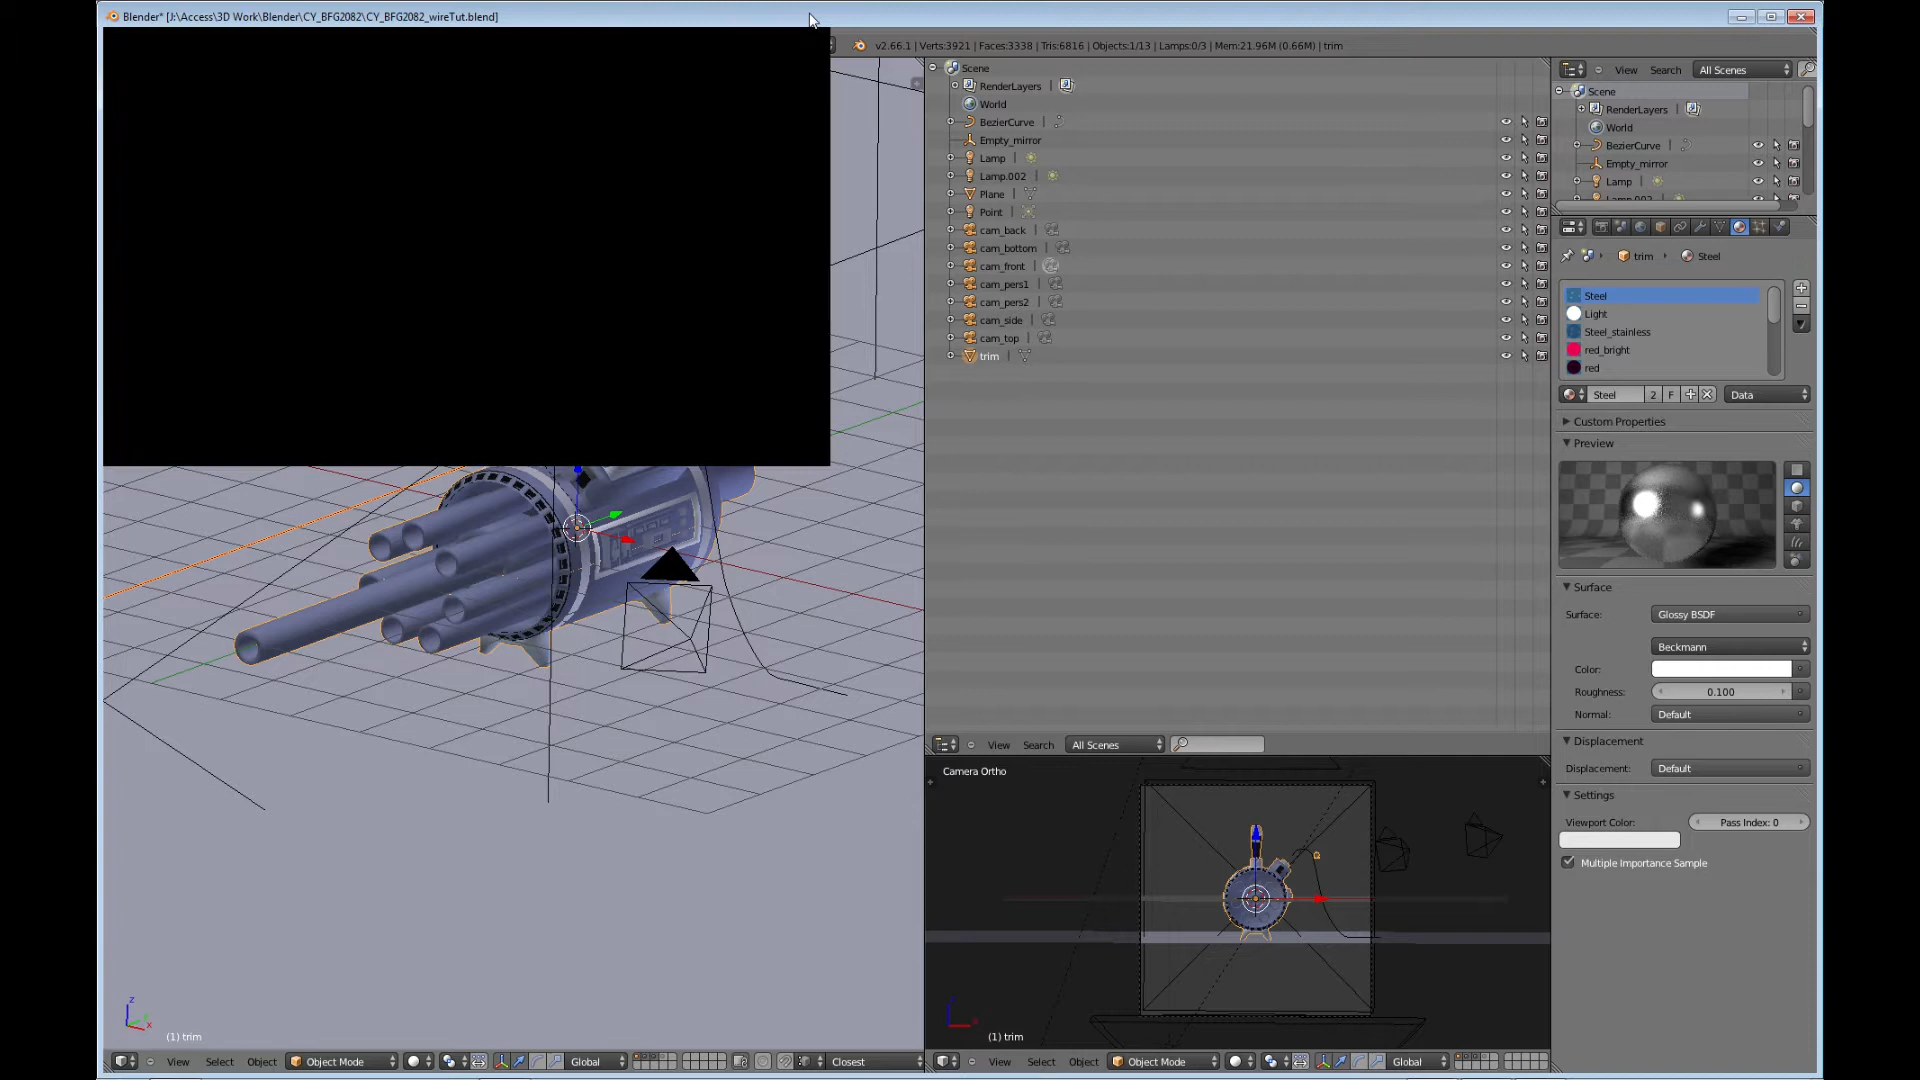 Blender* [J:\Access\3D Work\Blender\CY_BFG2082\CY_BFG2082_wireTut.blend]
v2.66.1 | Verts:3921 | Faces:3338 | Tris:6816 | Objects:1/13 | Lamps:0/3 | Mem:21.96M (0.66M) | trim
Scene
RenderLayers |
World
BezierCurve |
Empty_mirror
Lamp |
Lamp.002 |
Plane |
Point |
cam_back |
cam_bottom |
cam_front |
cam_pers1 |
cam_pers2 |
cam_side |
cam_top |
trim |
View Search All Scenes
Camera Ortho
(1) trim
View Select Object Object Mode Global
View Search All Scenes
Scene
RenderLayers |
World
BezierCurve |
Empty_mirror
Lamp |
Lamp.002 |
trim Steel
Steel
Light
Steel_stainless
red_bright
red
Steel 2 F Data
Custom Properties
Preview
Surface
Surface: Glossy BSDF
Beckmann
Color:
Roughness: 0.100
Normal: Default
Displacement
Displacement: Default
Settings
Viewport Color: Pass Index: 0
Multiple Importance Sample
z
y
x
(1) trim
View Select Object Object Mode Global Closest